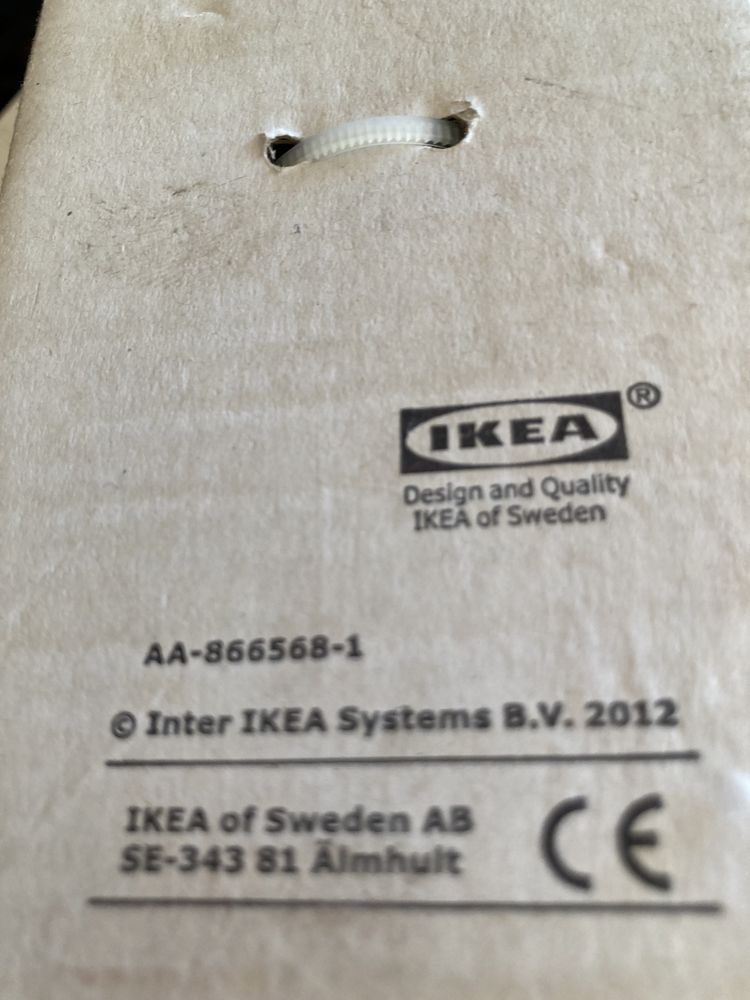 IKEA®
Design and Quality
IKEA of Sweden
AA-866568-1
© Inter IKEA Systems B.V. 2012
IKEA of Sweden AB
SE-343 81 Älmhult
CE